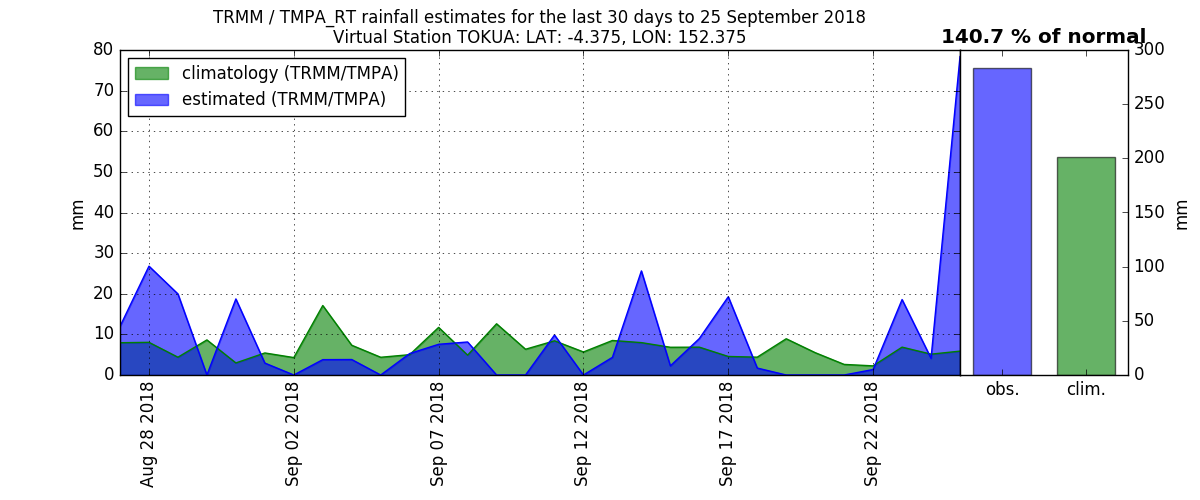 TRMM / TMPA_RT rainfall estimates for the last 30 days to 25 September 2018
Virtual Station TOKUA: LAT: -4.375, LON: 152.375
140.7 % of normal
climatology (TRMM/TMPA)
estimated (TRMM/TMPA)
80
70
60
50
40
30
20
10
0
mm
Aug 28 2018
Sep 02 2018
Sep 07 2018
Sep 12 2018
Sep 17 2018
Sep 22 2018
300
250
200
150
100
50
0
mm
obs.
clim.